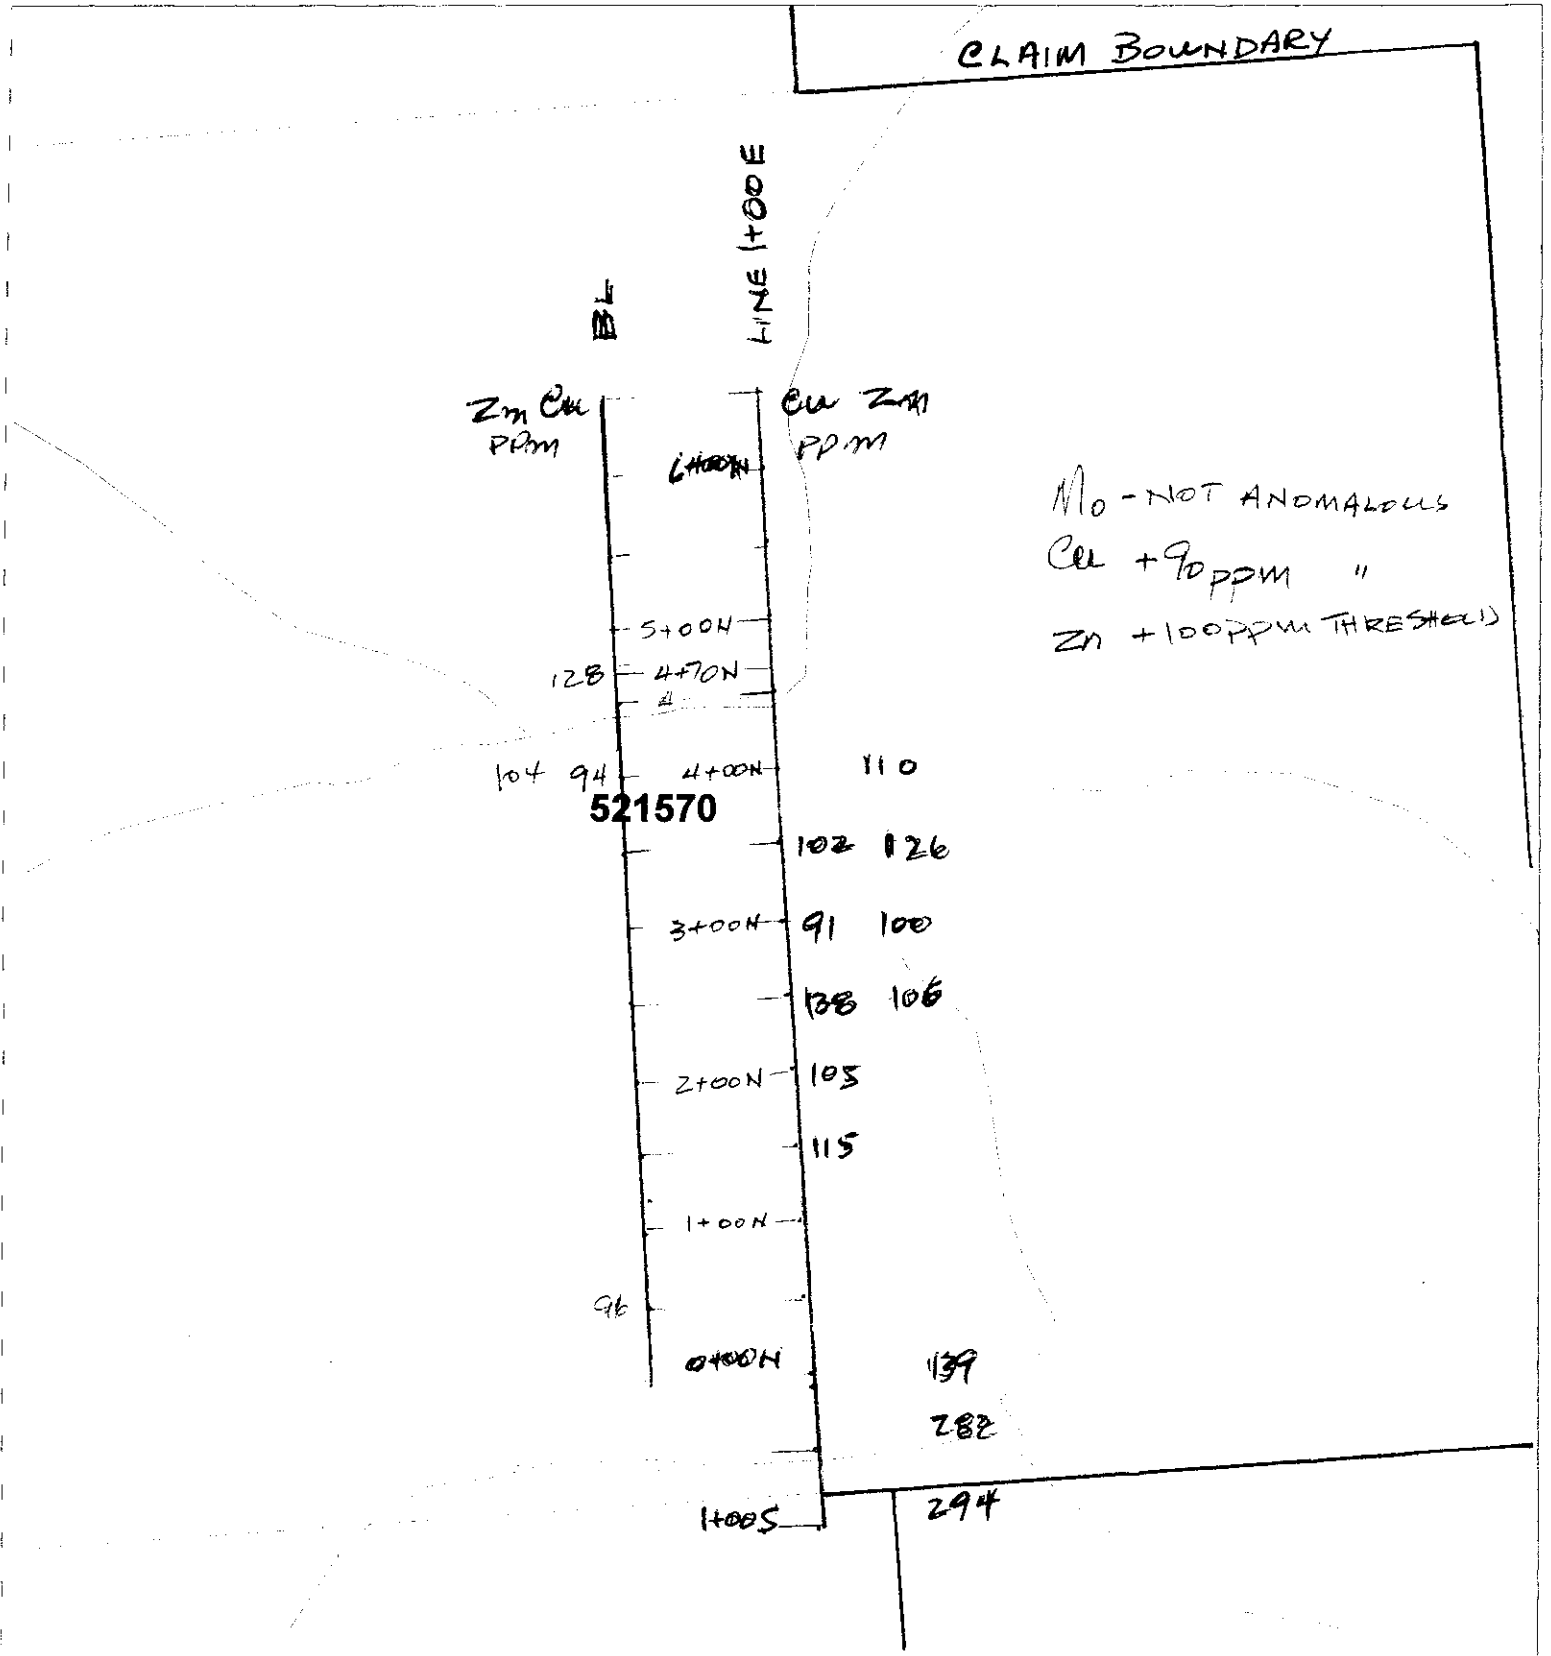 CLAIM BOUNDARY
LINE 1+00E
BL
Zn Cu
PPM
Cu Zn
PPM
6+00N
Mo - NOT ANOMALOUS
Cu +90ppm "
Zn +100PPM THRESHOLD
5+00N
128 4+70N
4
104 94 4+00N 110
521570
102 126
3+00N 91 100
138 106
2+00N 105
115
1+00N
96
0+00N 139
282
1+00S 294